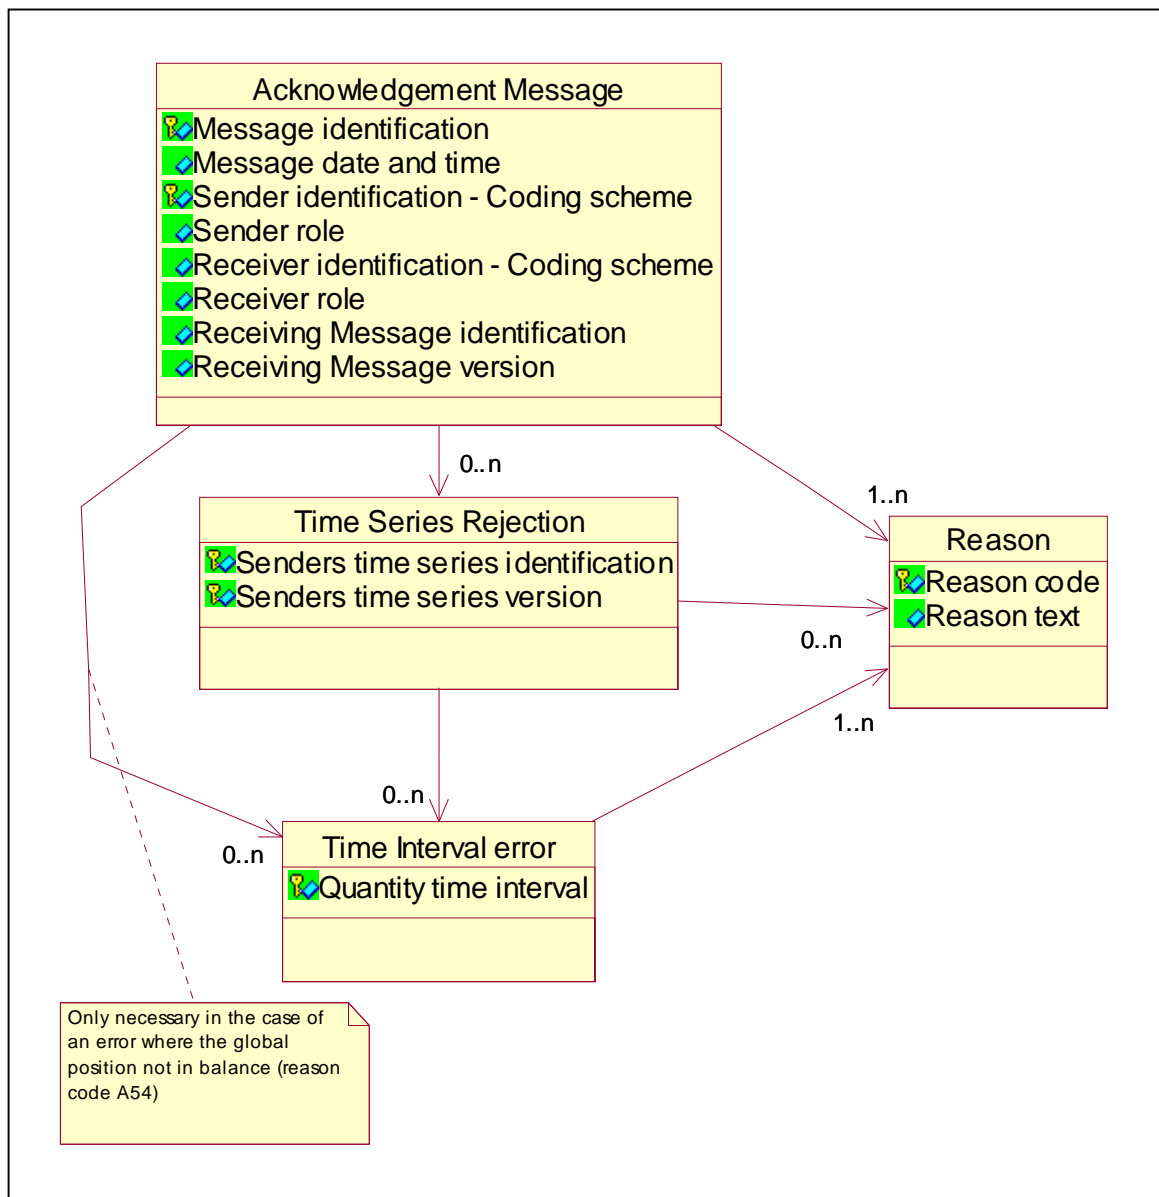 Acknowledgement Message
Message identification
Message date and time
Sender identification - Coding scheme
Sender role
Receiver identification - Coding scheme
Receiver role
Receiving Message identification
Receiving Message version
0..n
1..n
Time Series Rejection
Senders time series identification
Senders time series version
Reason
Reason code
Reason text
0..n
1..n
0..n
0..n
Time Interval error
Quantity time interval
Only necessary in the case of
an error where the global
position not in balance (reason
code A54)